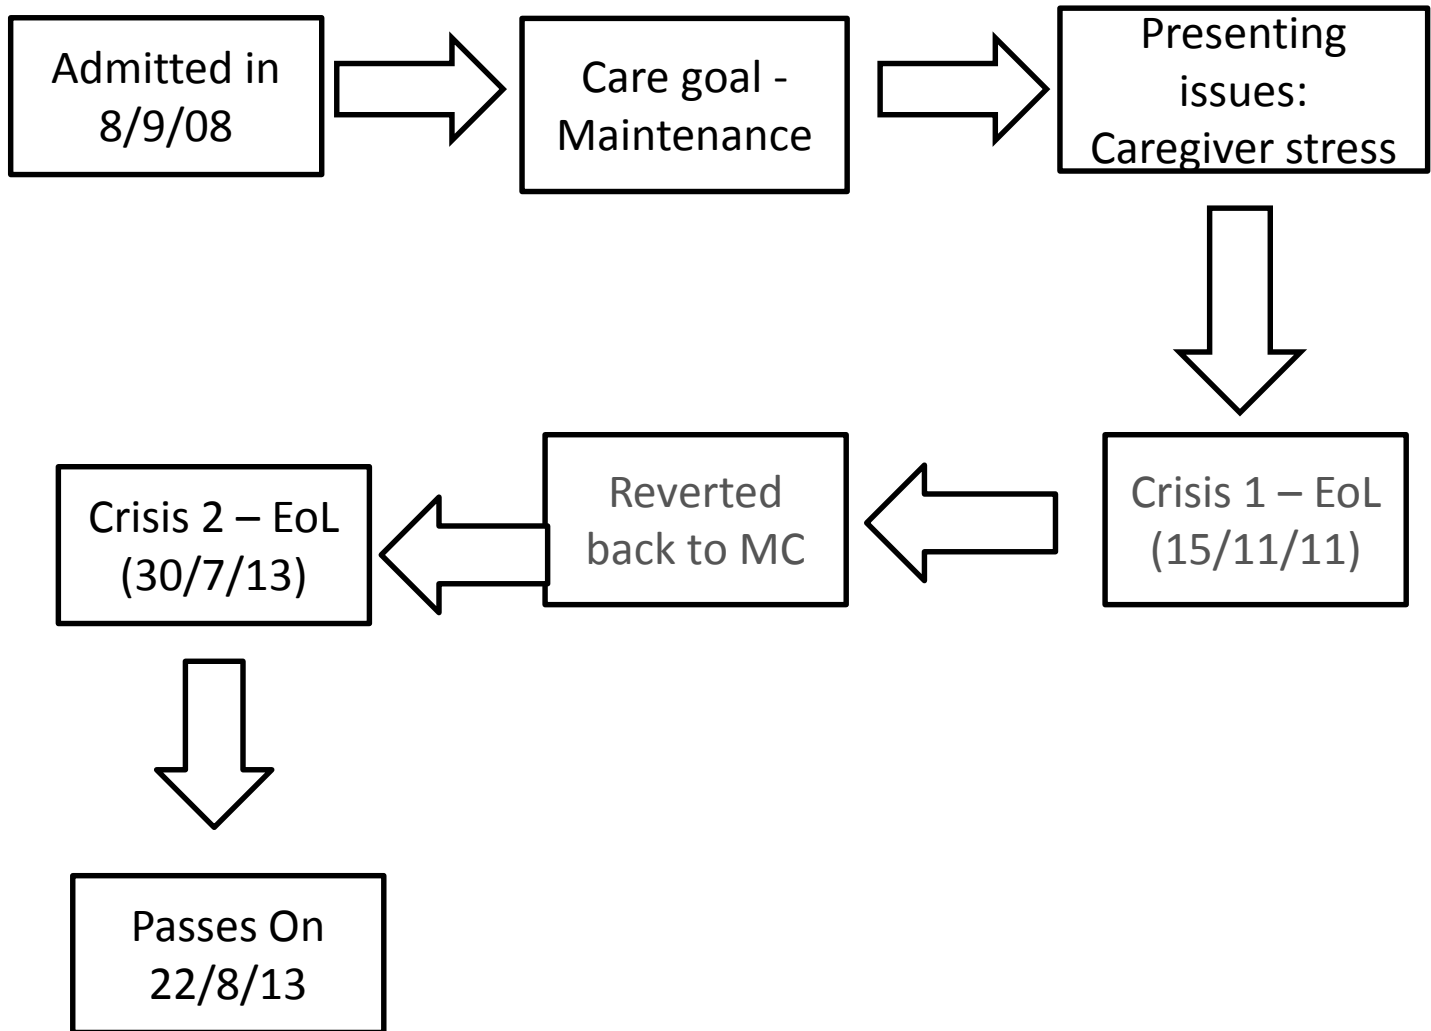 Admitted in
8/9/08
Care goal -
Maintenance
Presenting
issues:
Caregiver stress
Crisis 1 – EoL
(15/11/11)
Reverted
back to MC
Crisis 2 – EoL
(30/7/13)
Passes On
22/8/13